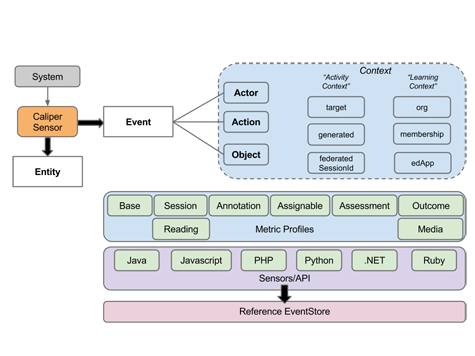 Context
System
"Activity Context"
"Learning Context"
Actor
target
org
Caliper
Sensor
Event
Action
generated
membership
Object
federated
SessionId
edApp
Entity
Base
Session
Annotation
Assignable
Assessment
Outcome
Reading
Metric Profiles
Media
Java
Javascript
PHP
Python
.NET
Ruby
Sensors/API
Reference EventStore